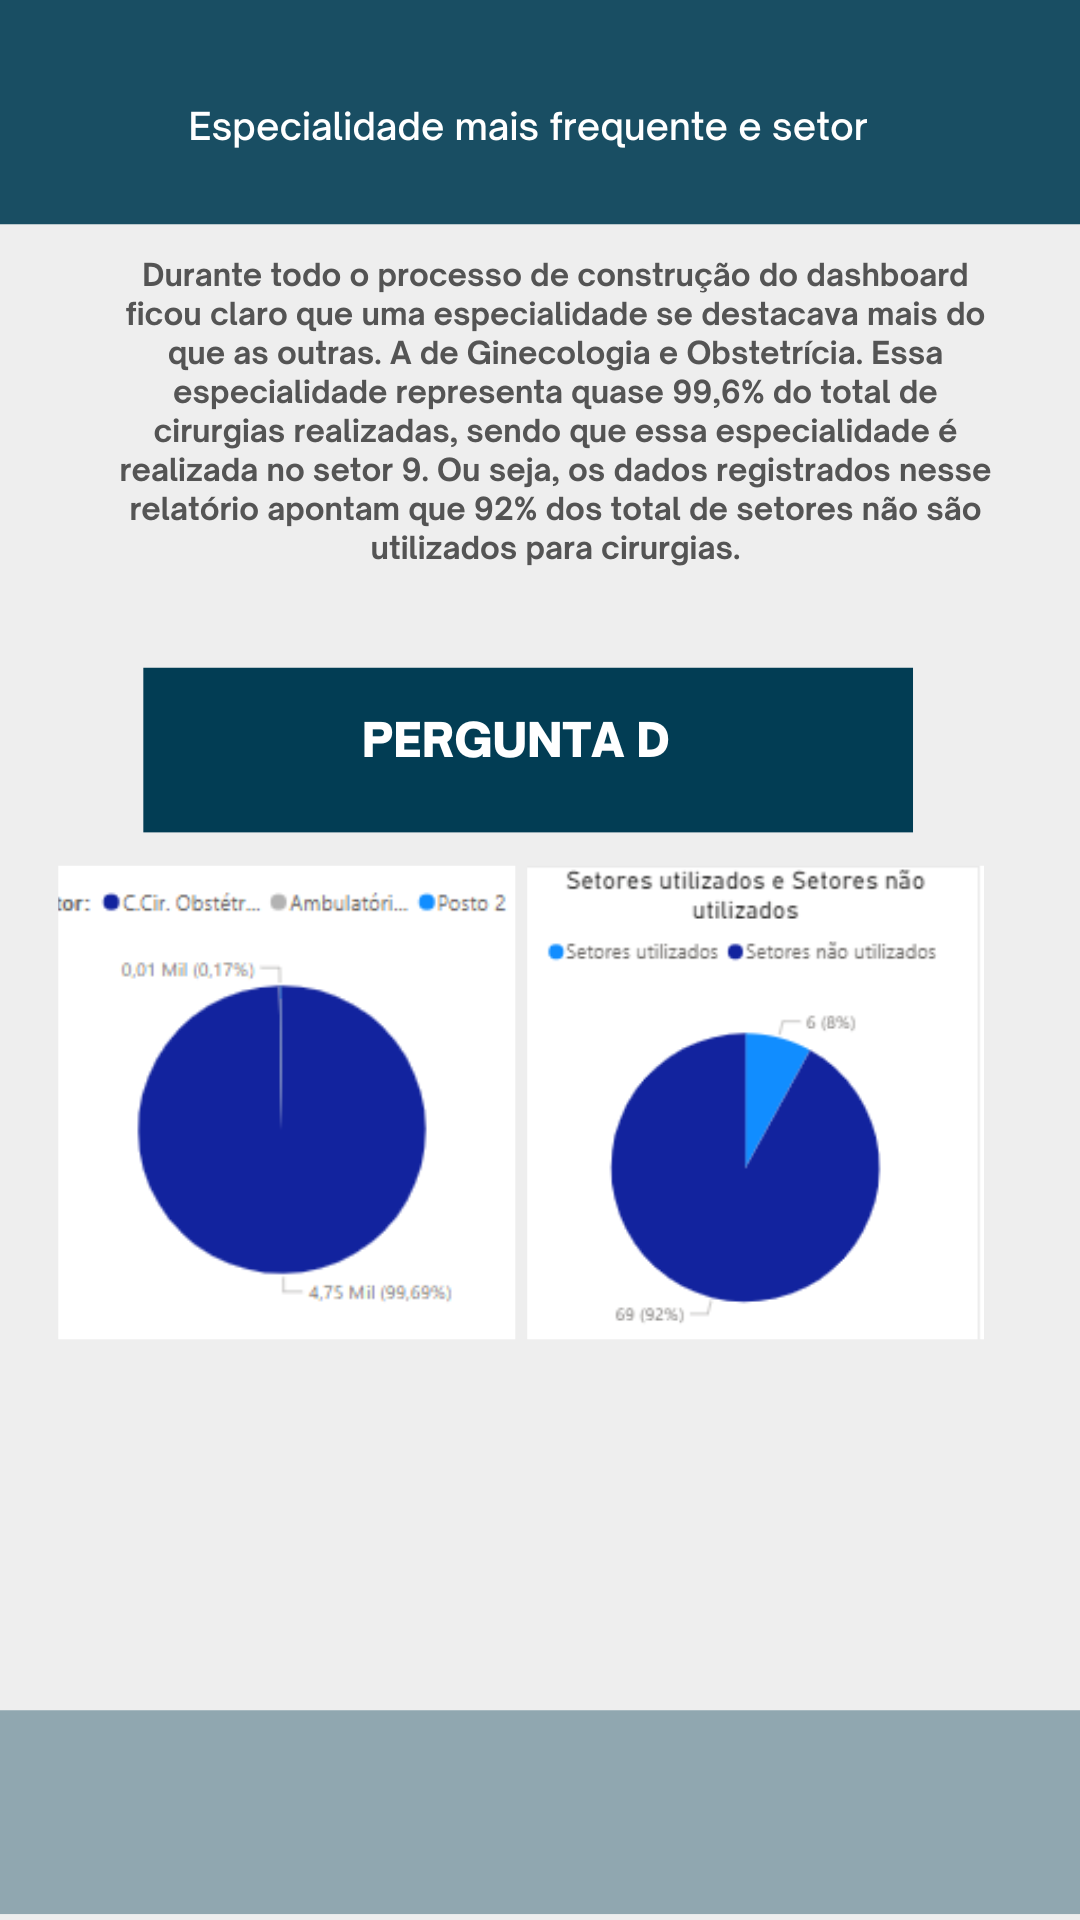 Especialidade mais frequente e setor
Durante todo o processo de construção do dashboard
ficou claro que uma especialidade se destacava mais do
que as outras. A de Ginecologia e Obstetrícia. Essa
especialidade representa quase 99,6% do total de
cirurgias realizadas, sendo que essa especialidade é
realizada no setor 9. Ou seja, os dados registrados nesse
relatório apontam que 92% dos total de setores não são
utilizados para cirurgias.
PERGUNTA D
tor: C.Cir. Obstétr... Ambulatóri... Posto 2
0,01 Mil (0,17%)
4,75 Mil (99,69%)
Setores utilizados e Setores não
utilizados
Setores utilizados Setores não utilizados
6 (8%)
69 (92%)